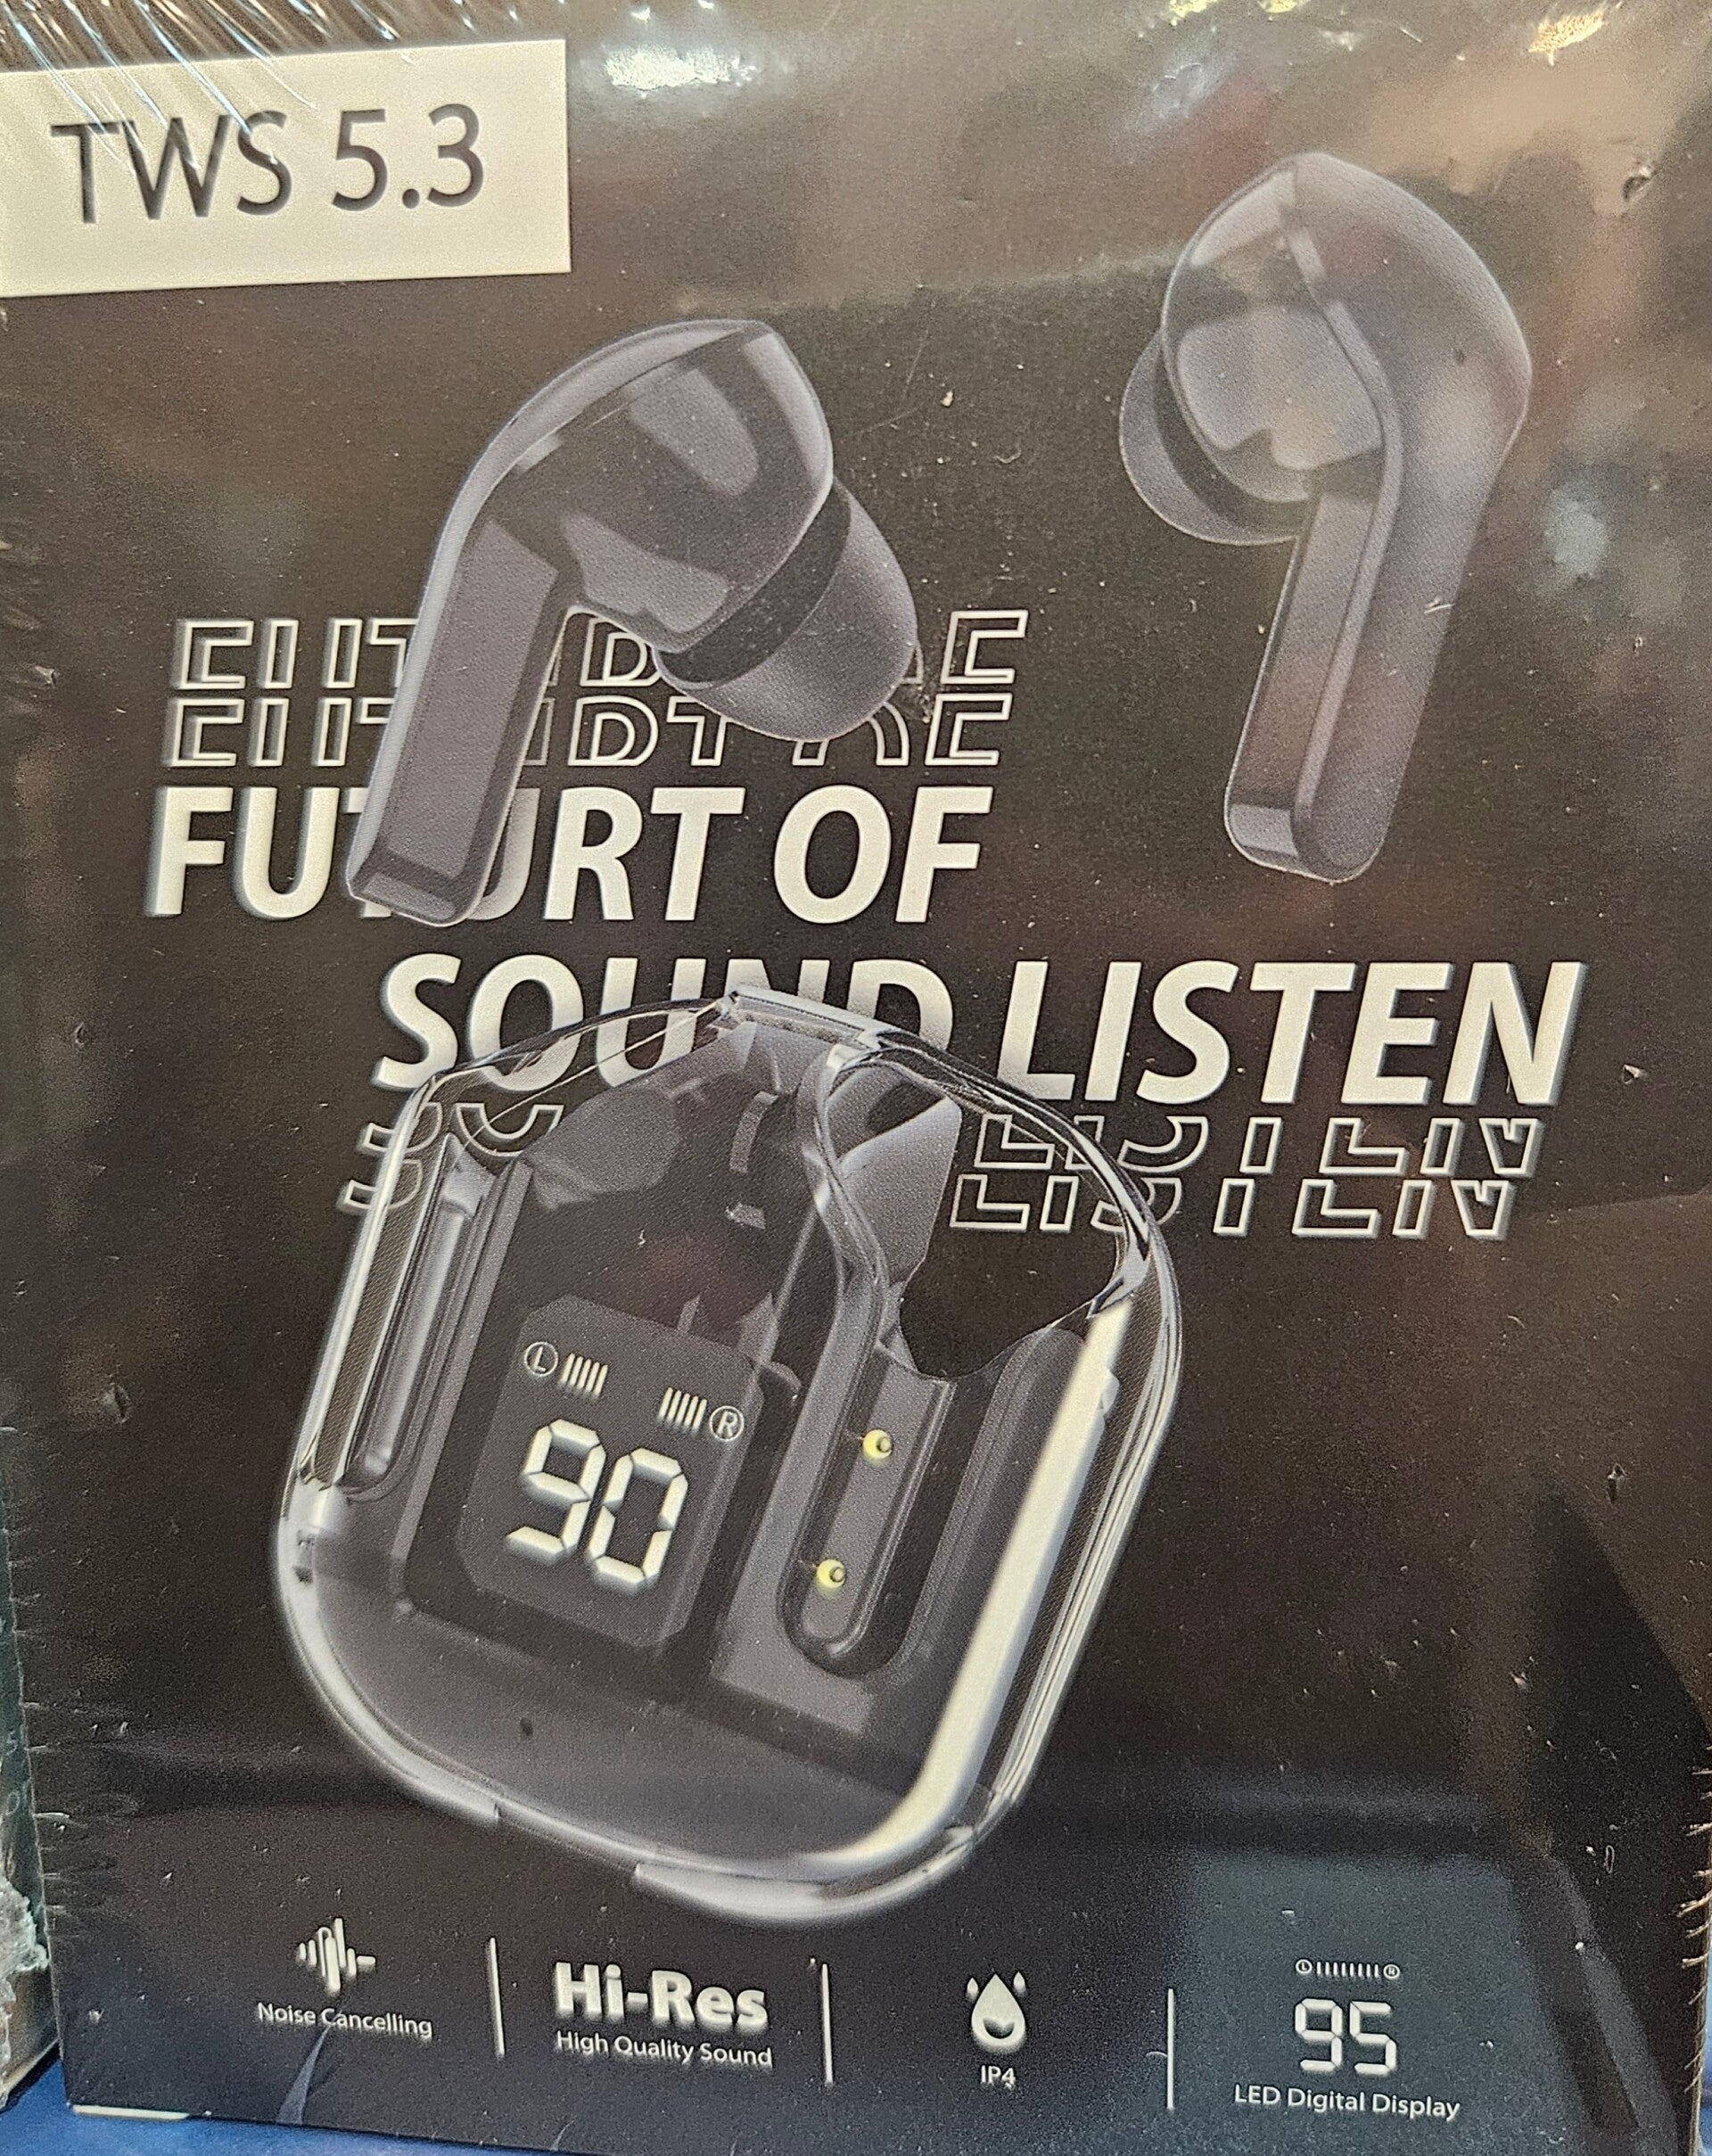 TWS 5.3
FUTURT OF
SOUND LISTEN
L
R
90
Noise Cancelling
Hi-Res
High Quality Sound
IP4
L R
95
LED Digital Display